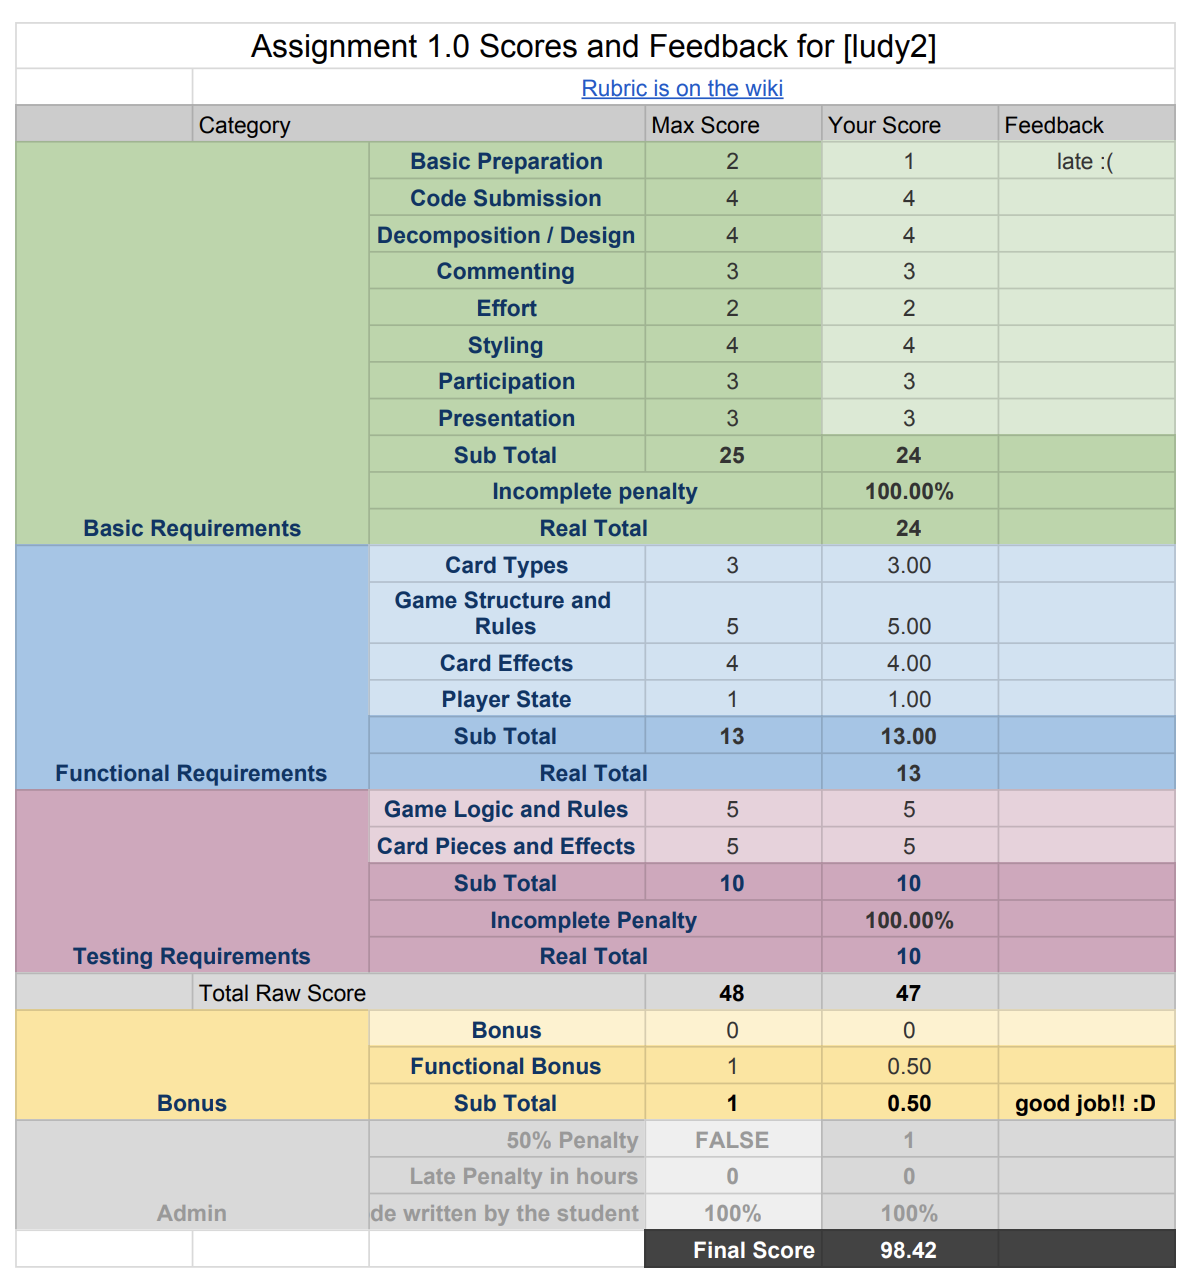 Assignment 1.0 Scores and Feedback for [ludy2]
Rubric is on the wiki
Category Max Score Your Score Feedback
Basic Preparation 2 1 late :(
Code Submission 4 4
Decomposition / Design 4 4
Commenting 3 3
Effort 2 2
Styling 4 4
Participation 3 3
Presentation 3 3
Sub Total 25 24
Incomplete penalty 100.00%
Basic Requirements Real Total 24
Card Types 3 3.00
Game Structure and
Rules 5 5.00
Card Effects 4 4.00
Player State 1 1.00
Sub Total 13 13.00
Functional Requirements Real Total 13
Game Logic and Rules 5 5
Card Pieces and Effects 5 5
Sub Total 10 10
Incomplete Penalty 100.00%
Testing Requirements Real Total 10
Total Raw Score 48 47
Bonus 0 0
Functional Bonus 1 0.50
Bonus Sub Total 1 0.50 good job!! :D
50% Penalty FALSE 1
Late Penalty in hours 0 0
Admin de written by the student 100% 100%
Final Score 98.42